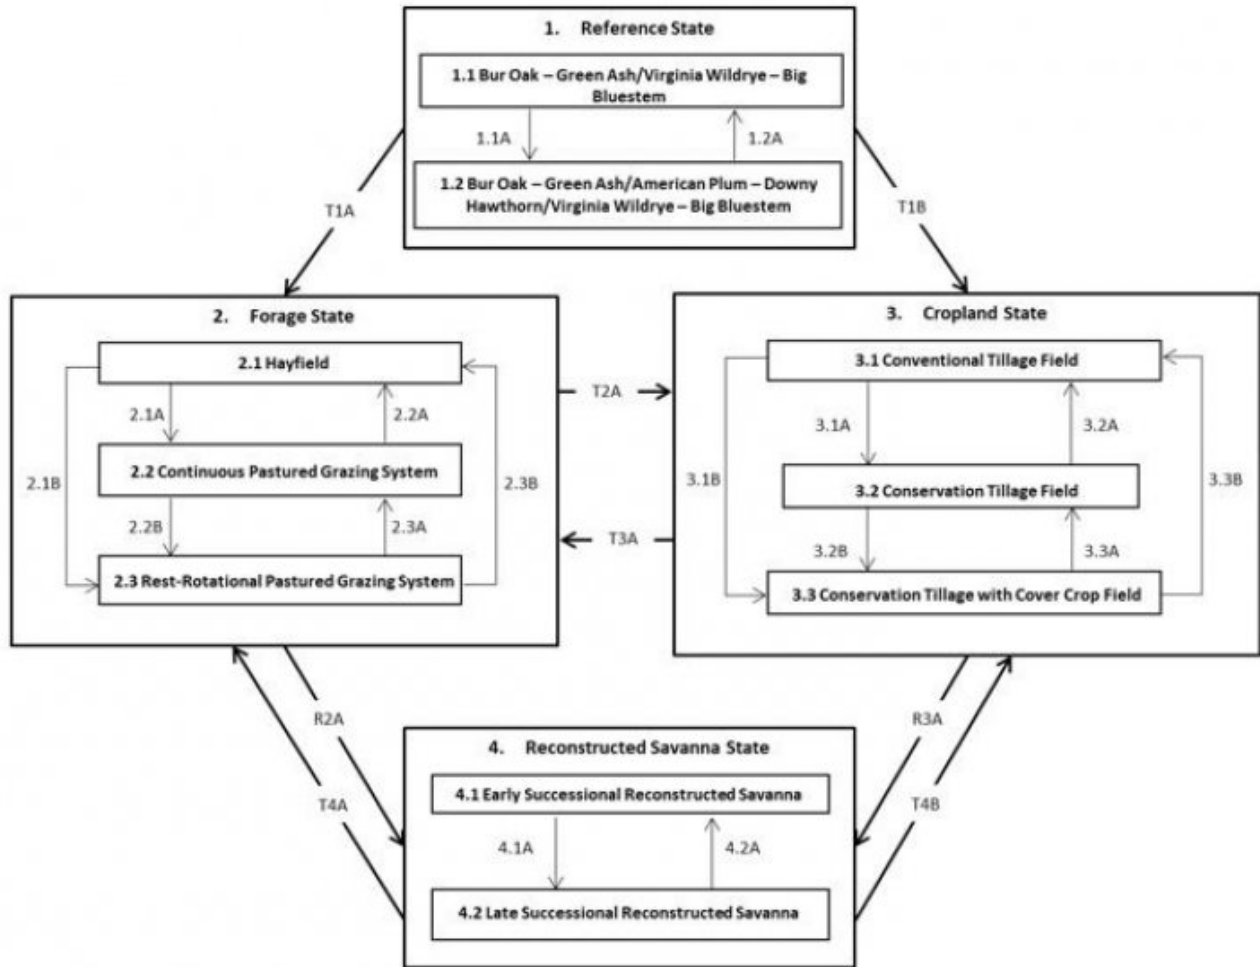 1. Reference State
1.1 Bur Oak – Green Ash/Virginia Wildrye – Big
Bluestem
1.1A
1.2A
1.2 Bur Oak – Green Ash/American Plum – Downy
Hawthorn/Virginia Wildrye – Big Bluestem
T1A
T1B
2. Forage State
2.1 Hayfield
2.1A
2.2A
2.2 Continuous Pastured Grazing System
2.1B
2.3B
2.2B
2.3A
2.3 Rest-Rotational Pastured Grazing System
T2A
T3A
3. Cropland State
3.1 Conventional Tillage Field
3.1A
3.2A
3.1B
3.3B
3.2 Conservation Tillage Field
3.2B
3.3A
3.3 Conservation Tillage with Cover Crop Field
R2A
T4A
R3A
T4B
4. Reconstructed Savanna State
4.1 Early Successional Reconstructed Savanna
4.1A
4.2A
4.2 Late Successional Reconstructed Savanna